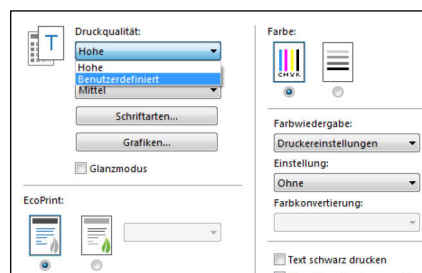 Druckqualität:
Hohe
Hohe
Benutzerdefiniert
Mittel
Schriftarten...
Grafiken...
Glanzmodus
EcoPrint:
Farbe:
CMYK
Farbwiedergabe:
Druckereinstellungen
Einstellung:
Ohne
Farbkonvertierung:
Text schwarz drucken